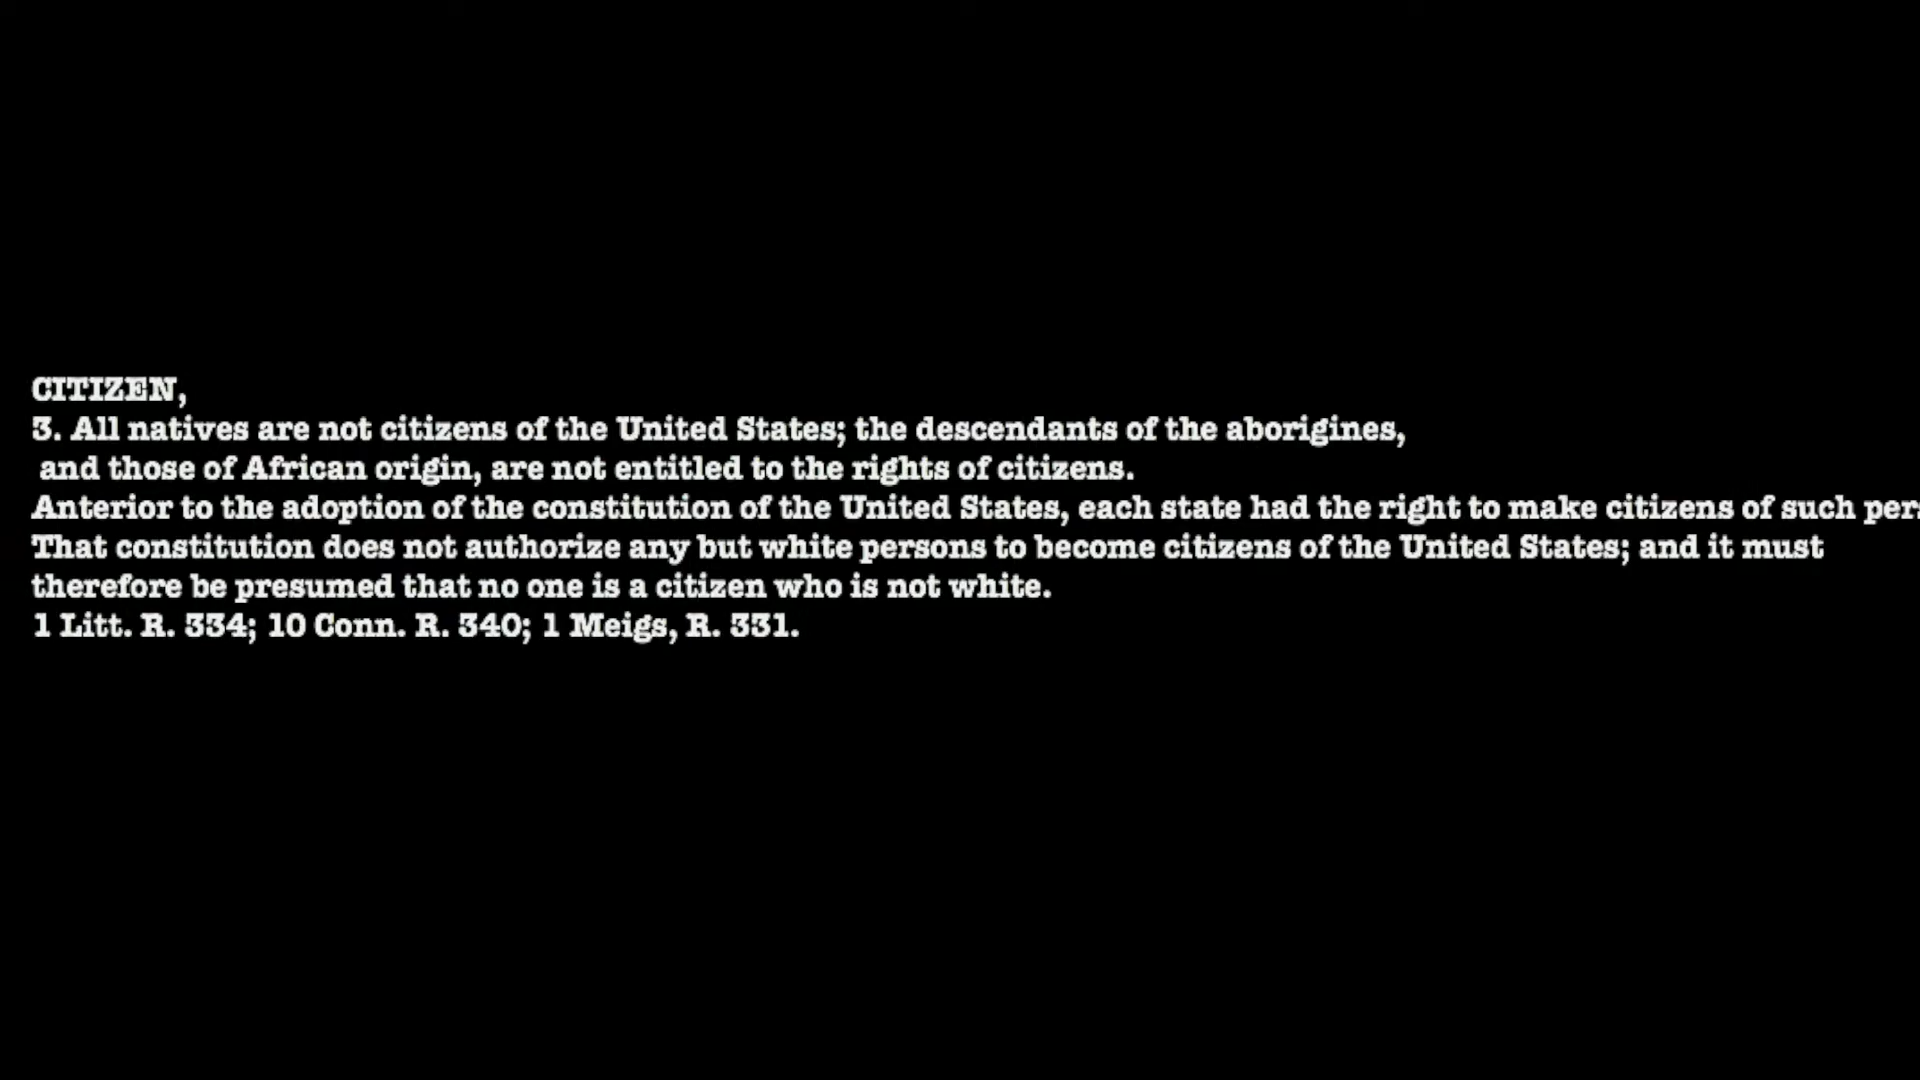 CITIZEN,
3. All natives are not citizens of the United States; the descendants of the aborigines,
and those of African origin, are not entitled to the rights of citizens.
Anterior to the adoption of the constitution of the United States, each state had the right to make citizens of such
That constitution does not authorize any but white persons to become citizens of the United States; and it must
therefore be presumed that no one is a citizen who is not white.
1 Litt. R. 334; 10 Conn. R. 340; 1 Meigs, R. 331.